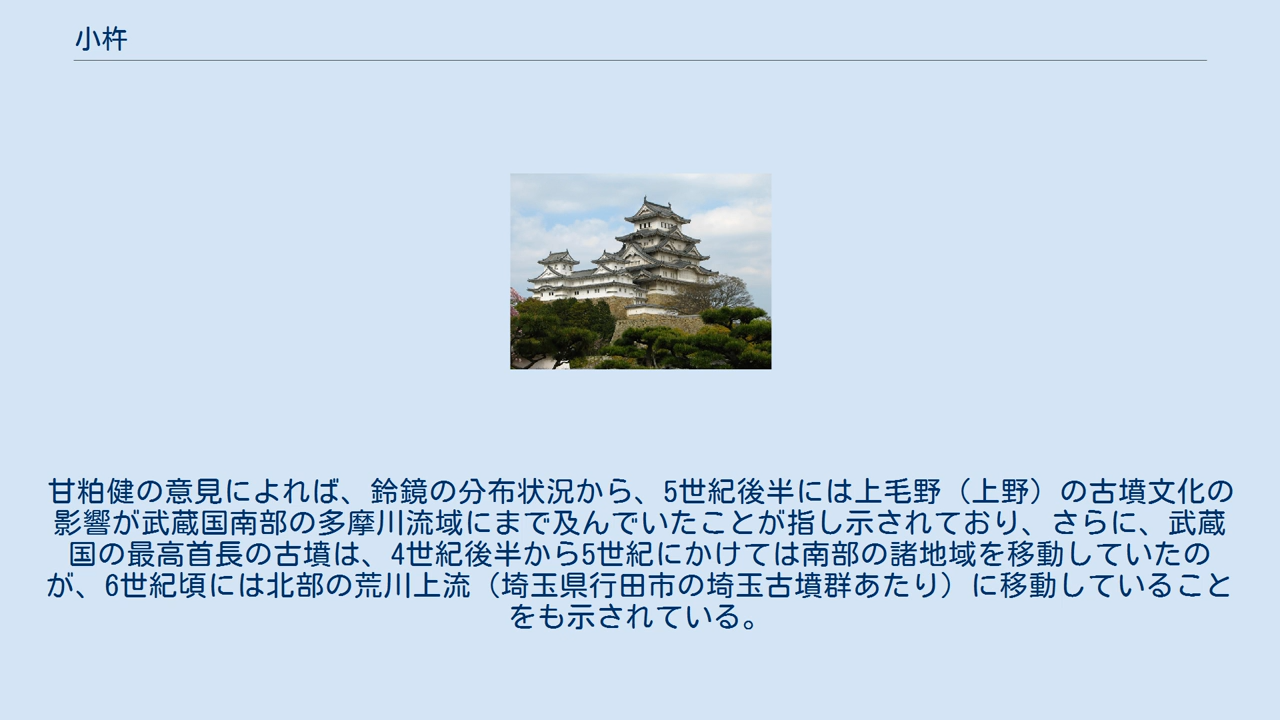 小杵
甘粕健の意見によれば、鈴鏡の分布状況から、5世紀後半には上毛野（上野）の古墳文化の
影響が武蔵国南部の多摩川流域にまで及んでいたことが指し示されており、さらに、武蔵
国の最高首長の古墳は、4世紀後半から5世紀にかけては南部の諸地域を移動していたの
が、6世紀頃には北部の荒川上流（埼玉県行田市の埼玉古墳群あたり）に移動していること
をも示されている。